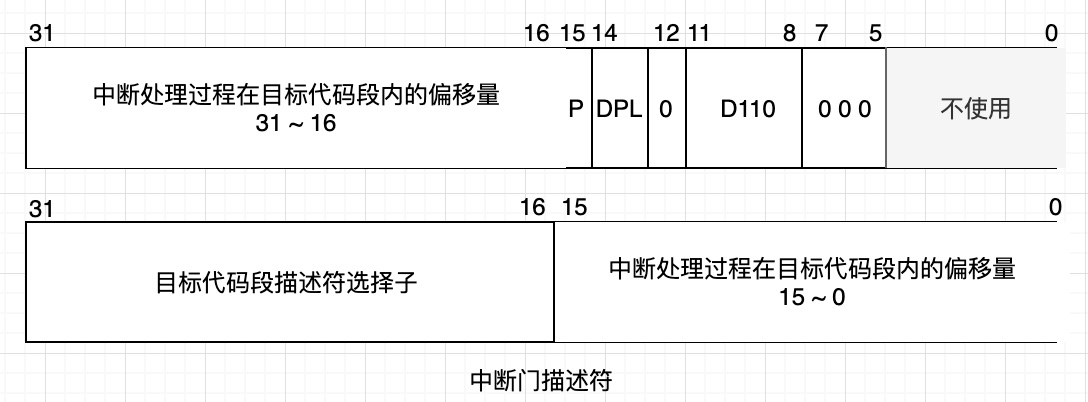 31 16 15 14 12 11 8 7 5 0
中断处理过程在目标代码段内的偏移量
31 ~ 16
P DPL 0 D110 0 0 0 不使用
31 16 15 0
目标代码段描述符选择子
中断处理过程在目标代码段内的偏移量
15 ~ 0
中断门描述符